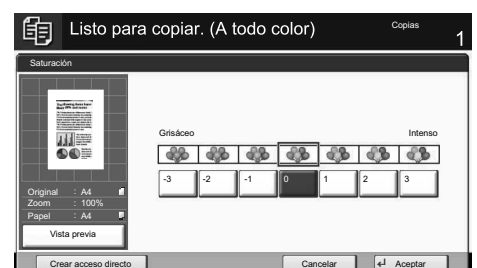 Listo para copiar. (A todo color)
Copias
1
Saturación
Grisáceo
Intenso
-3 -2 -1 0 1 2 3
Original : A4
Zoom : 100%
Papel : A4
Vista previa
Crear acceso directo
Cancelar
Aceptar